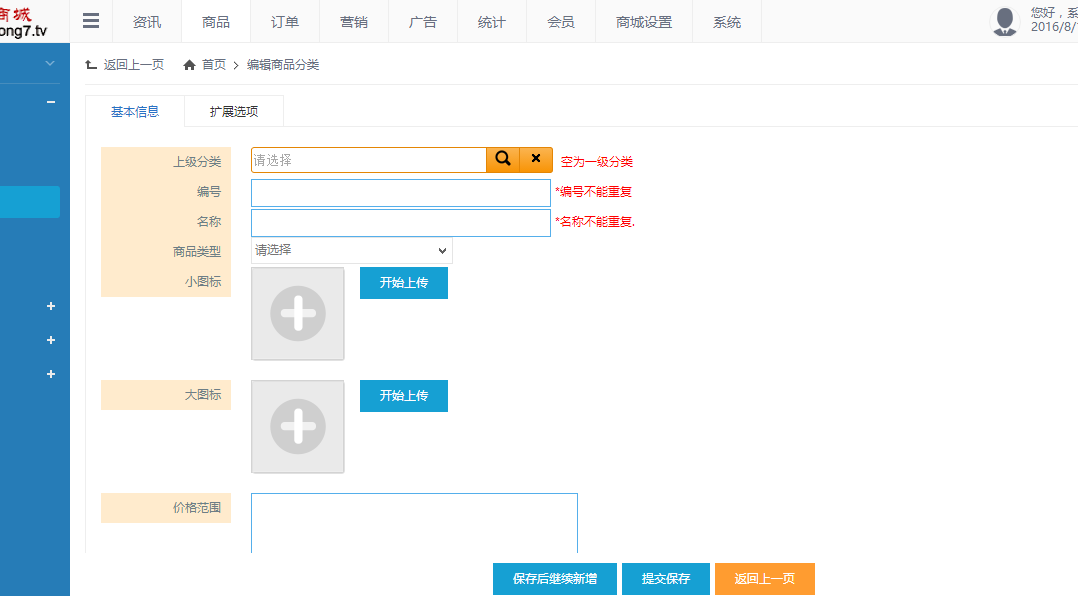 商城
ong7.tv
资讯 商品 订单 营销 广告 统计 会员 商城设置 系统
您好，系
2016/8/
返回上一页 首页 > 编辑商品分类
基本信息 扩展选项
上级分类 请选择 空为一级分类
编号 *编号不能重复
名称 *名称不能重复.
商品类型 请选择
小图标 开始上传
大图标 开始上传
价格范围
保存后继续新增 提交保存 返回上一页